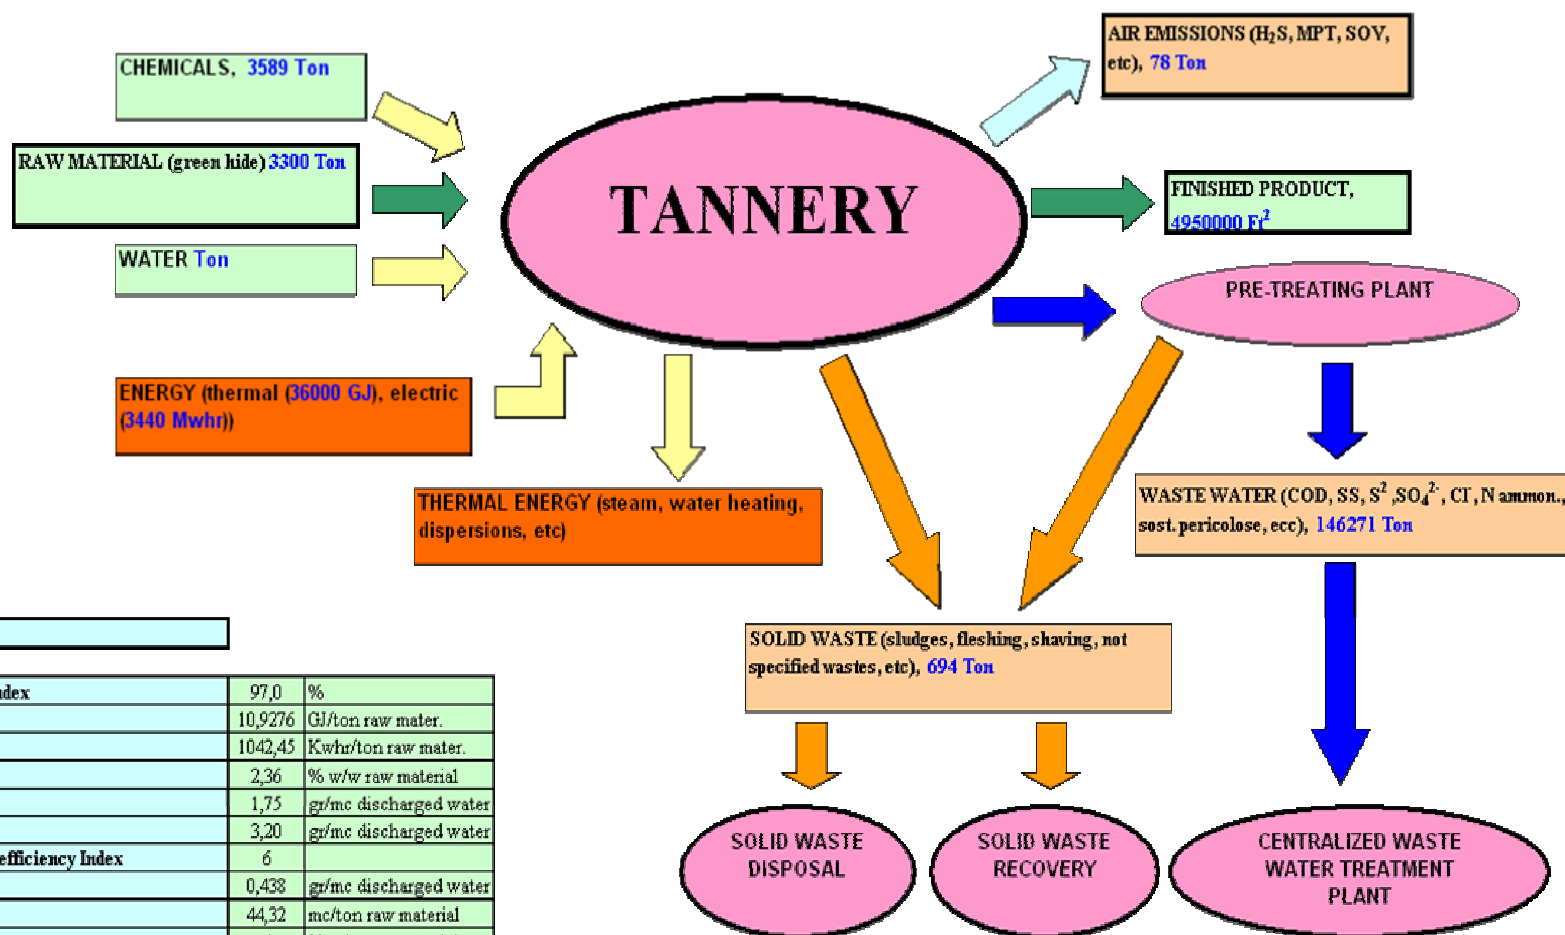 CHEMICALS, 3589 Ton
RAW MATERIAL (green hide) 3300 Ton
WATER Ton
ENERGY (thermal (36000 GJ), electric
(3440 Mwhr))
TANNERY
AIR EMISSIONS (H₂S, MPT, SOV,
etc), 78 Ton
FINISHED PRODUCT,
4950000 Ft²
PRE-TREATING PLANT
THERMAL ENERGY (steam, water heating,
dispersions, etc)
WASTE WATER (COD, SS, S², SO₄²⁻, Cl⁻, N ammon.,
sost. pericolose, ecc), 146271 Ton
SOLID WASTE (sludges, fleshing, shaving, not
specified wastes, etc), 694 Ton
SOLID WASTE
DISPOSAL
SOLID WASTE
RECOVERY
CENTRALIZED WASTE
WATER TREATMENT
PLANT
ndex 97,0 %
10,9276 GJ/ton raw mater.
1042,45 Kwhr/ton raw mater.
2,36 % w/w raw material
1,75 gr/mc discharged water
3,20 gr/mc discharged water
efficiency Index 6
0,438 gr/mc discharged water
44,32 mc/ton raw material